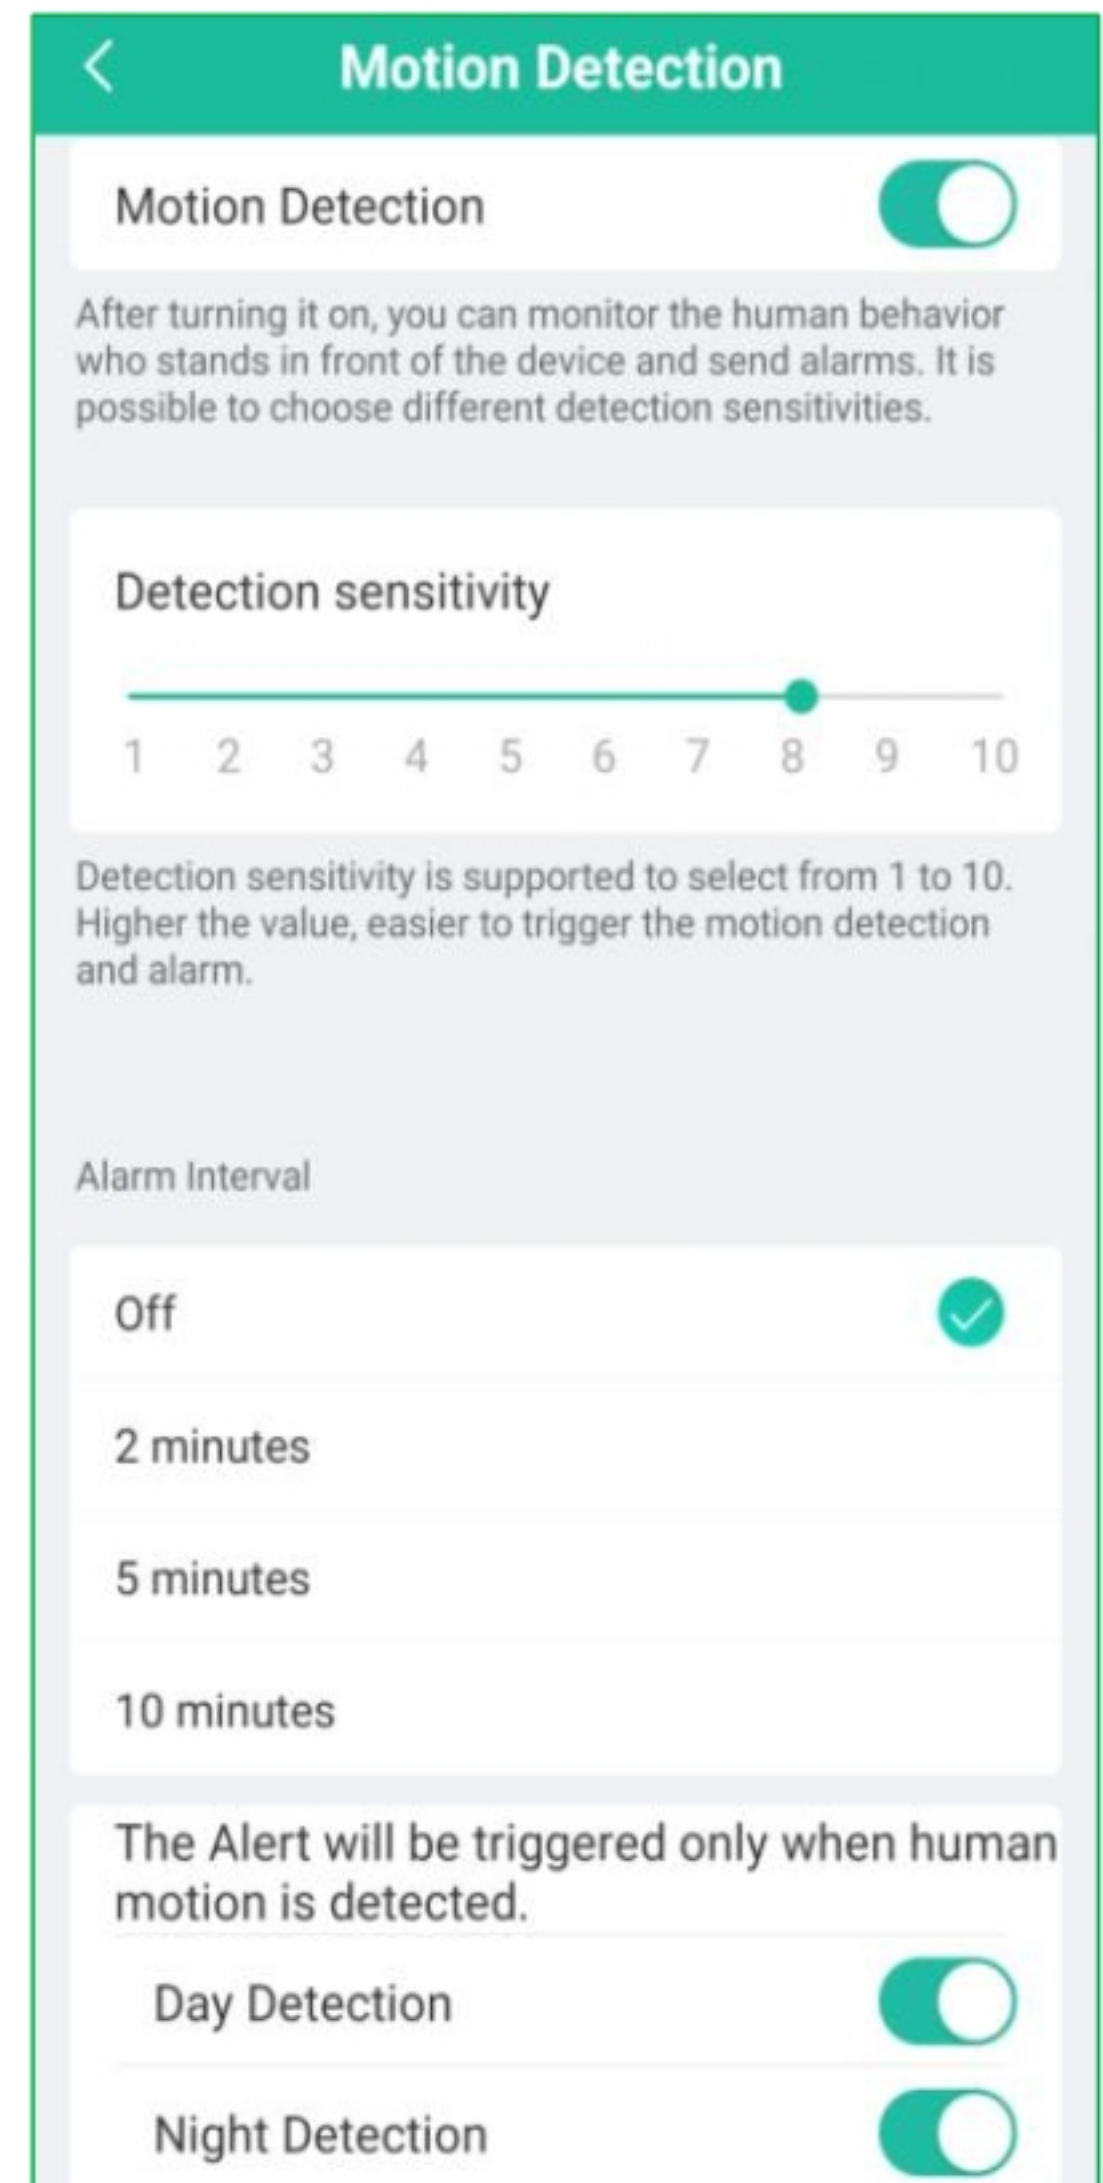 Motion Detection
Motion Detection
After turning it on, you can monitor the human behavior
who stands in front of the device and send alarms. It is
possible to choose different detection sensitivities.
Detection sensitivity
1 2 3 4 5 6 7 8 9 10
Detection sensitivity is supported to select from 1 to 10.
Higher the value, easier to trigger the motion detection
and alarm.
Alarm Interval
Off
2 minutes
5 minutes
10 minutes
The Alert will be triggered only when human
motion is detected.
Day Detection
Night Detection